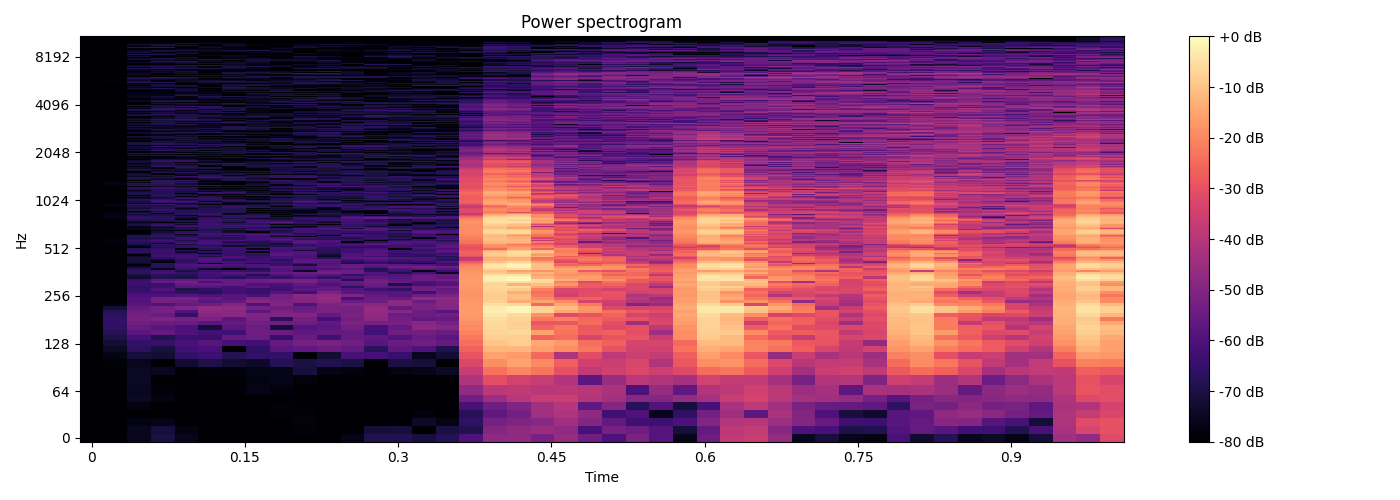 Power spectrogram
Hz
8192
4096
2048
1024
512
256
128
64
0
0 0.15 0.3 0.45 0.6 0.75 0.9
Time
+0 dB
-10 dB
-20 dB
-30 dB
-40 dB
-50 dB
-60 dB
-70 dB
-80 dB